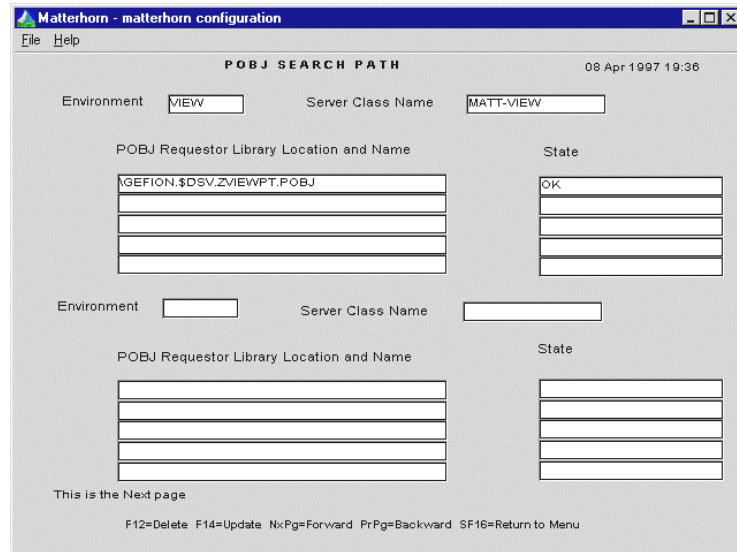 Matterhorn - matterhorn configuration
File Help
POBJ SEARCH PATH 08 Apr 1997 19:36
Environment VIEW Server Class Name MATT-VIEW
POBJ Requestor Library Location and Name State
\GEFION.$DSV.ZVIEWPT.POBJ OK
Environment Server Class Name
POBJ Requestor Library Location and Name State
This is the Next page
F12=Delete F14=Update NxPg=Forward PrPg=Backward SF16=Return to Menu